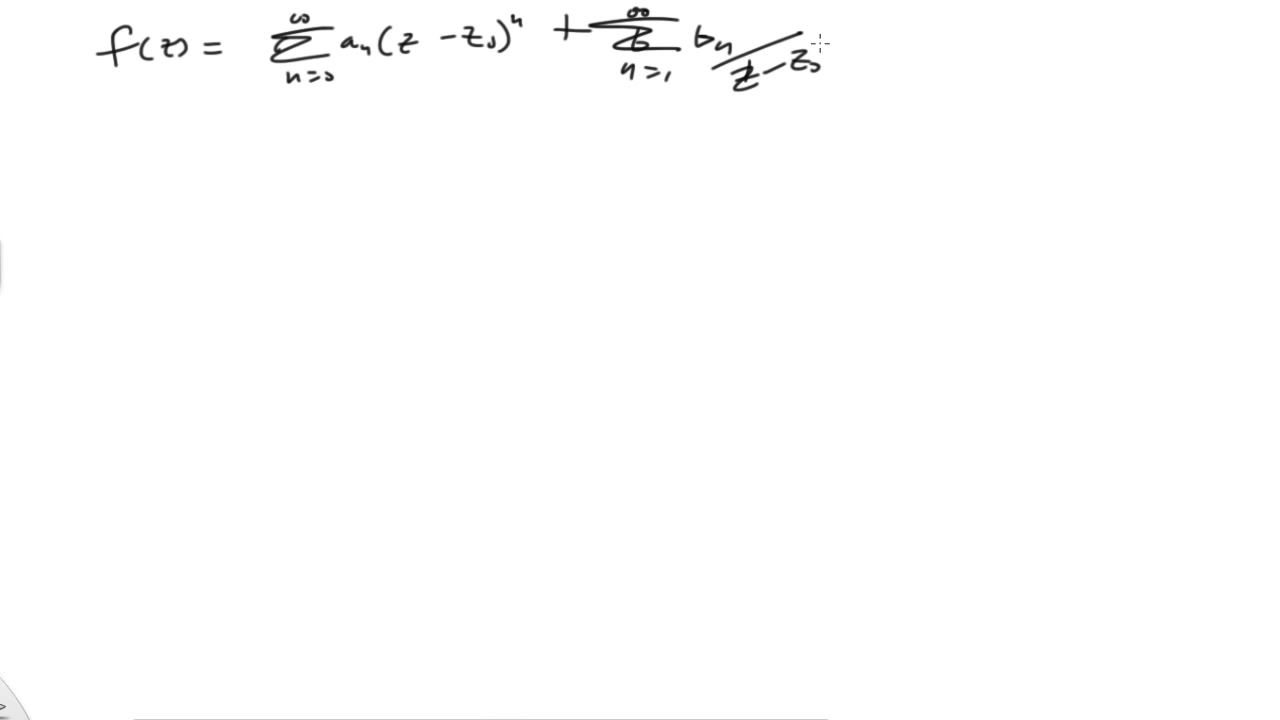 f(z) = ∑_{n=0}^{∞} a_n (z - z_0)^n + ∑_{n=1}^{∞} b_n / z - z_0